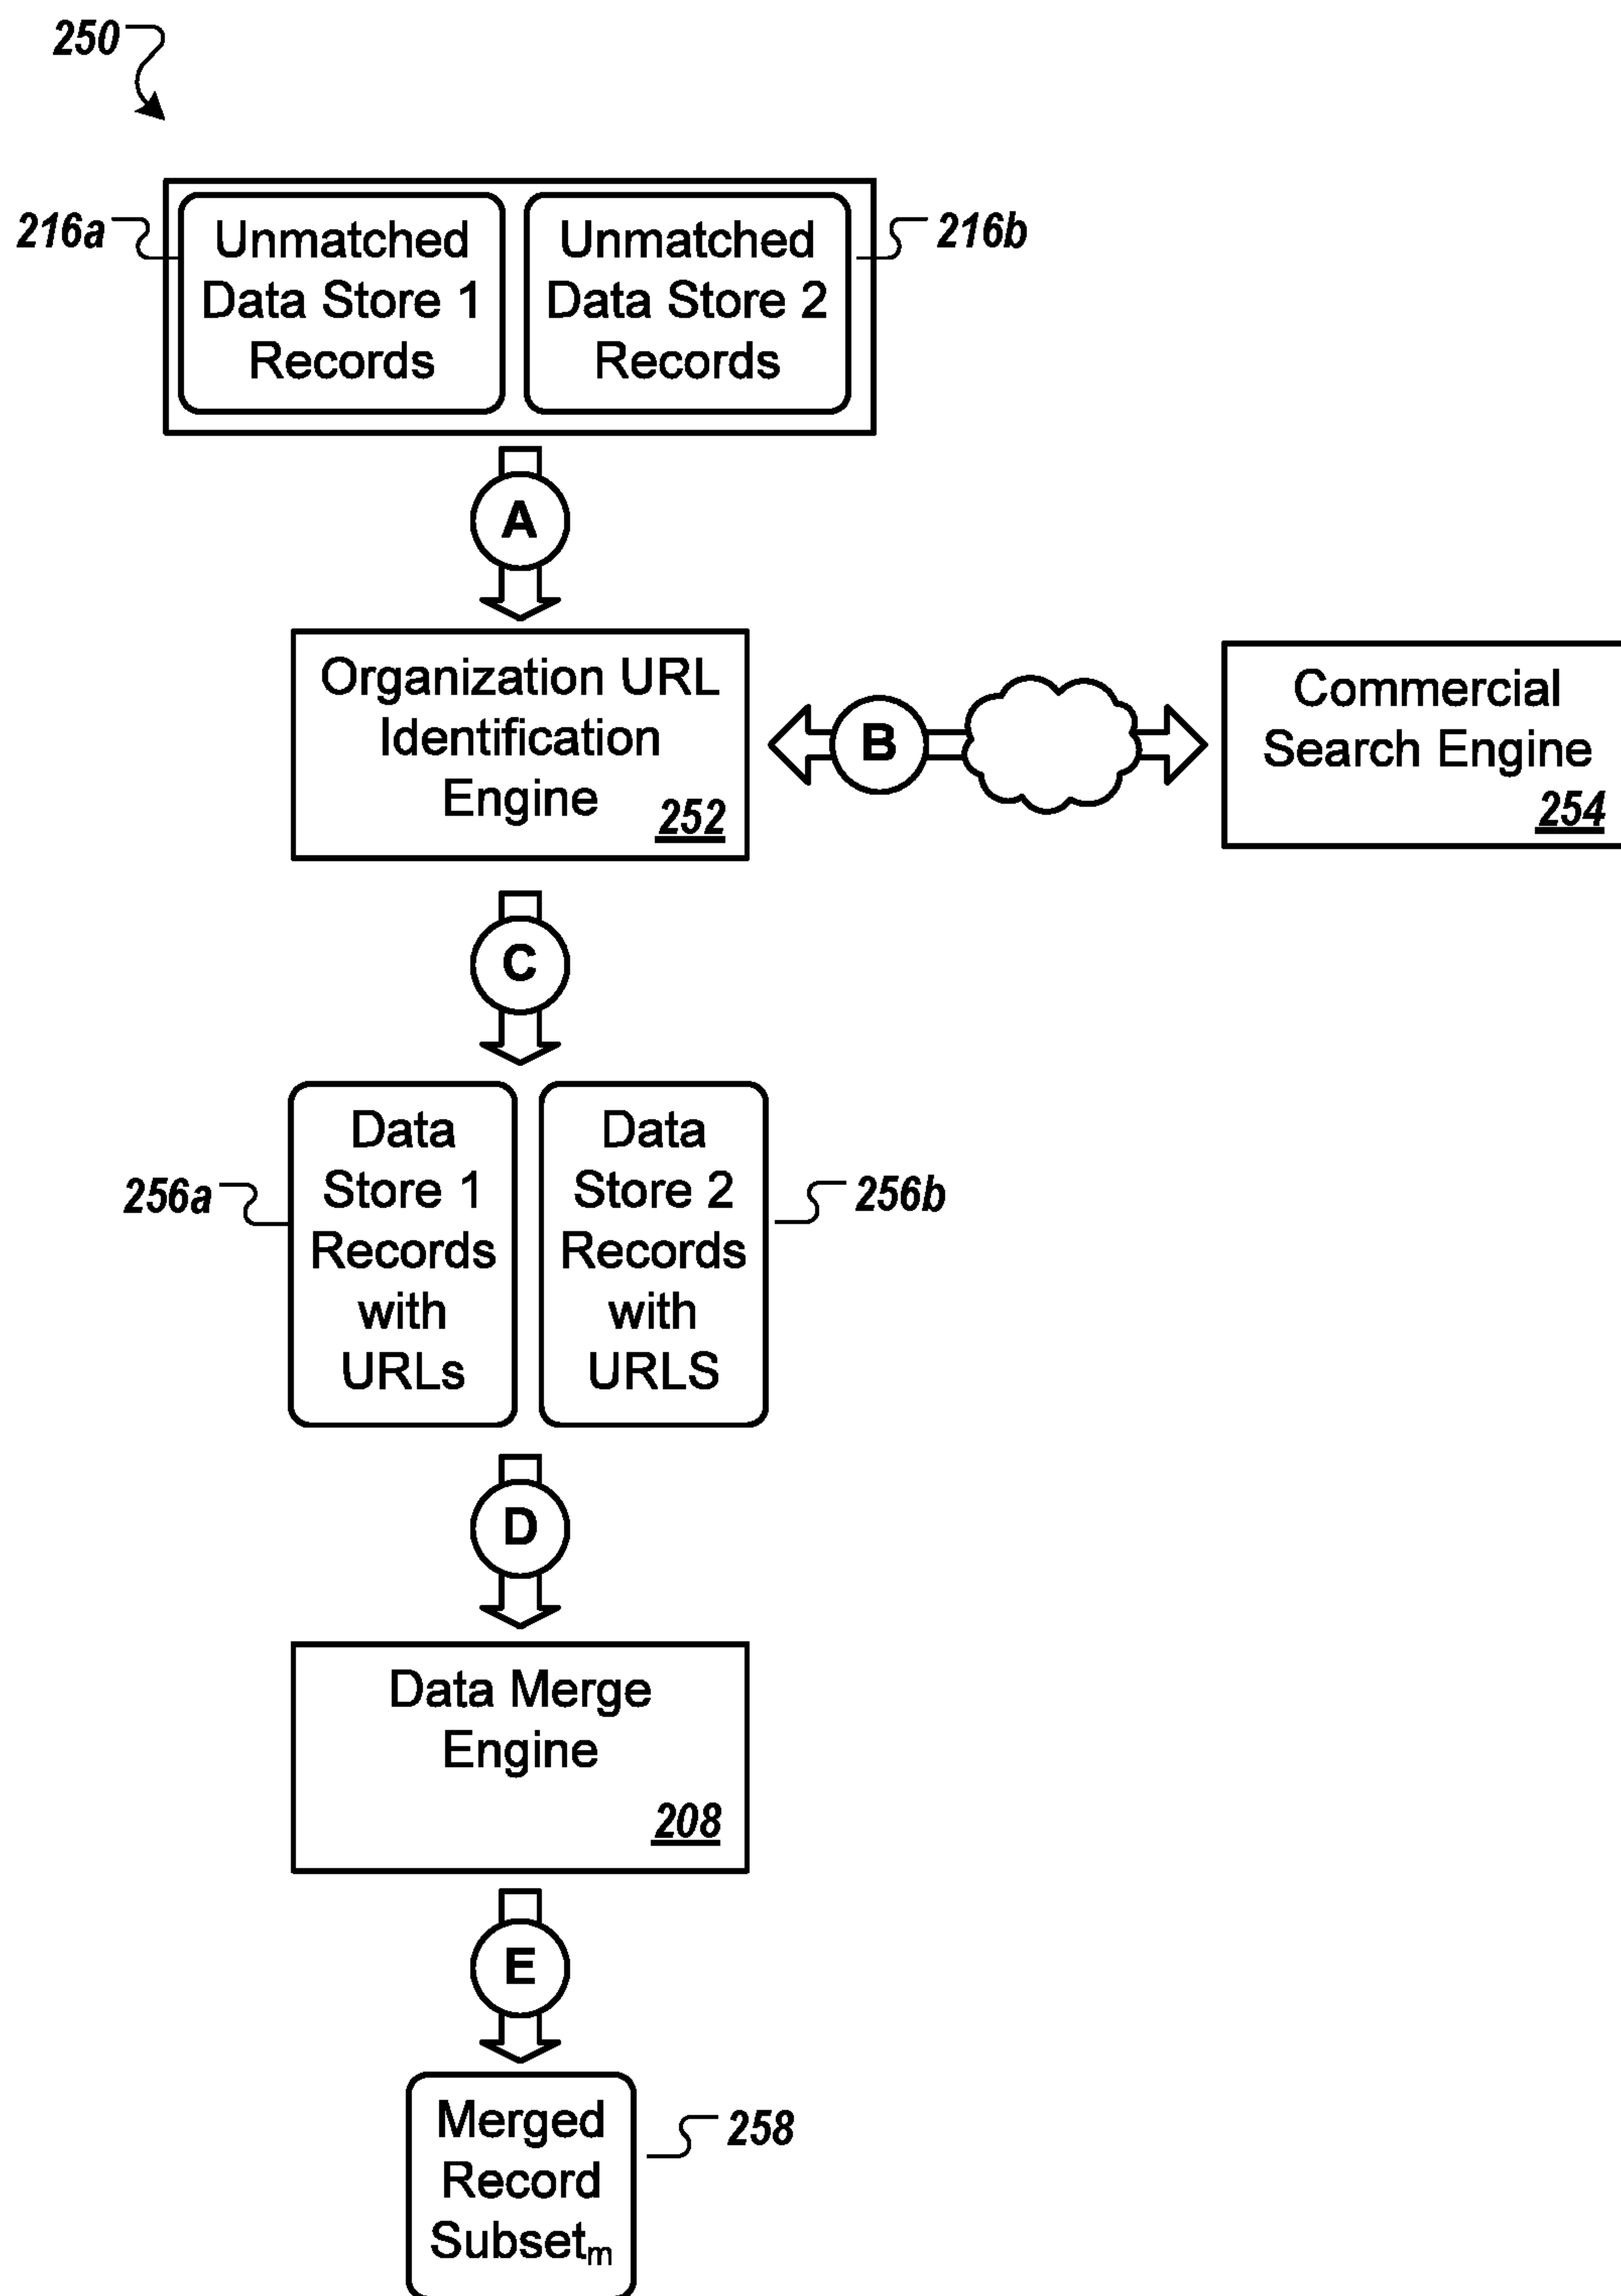 250
216a
Unmatched
Data Store 1
Records
Unmatched
Data Store 2
Records
216b
A
Organization URL
Identification
Engine
252
B
Commercial
Search Engine
254
C
256a
Data
Store 1
Records
with
URLs
Data
Store 2
Records
with
URLS
256b
D
Data Merge
Engine
208
E
Merged
Record
Subsetm
258